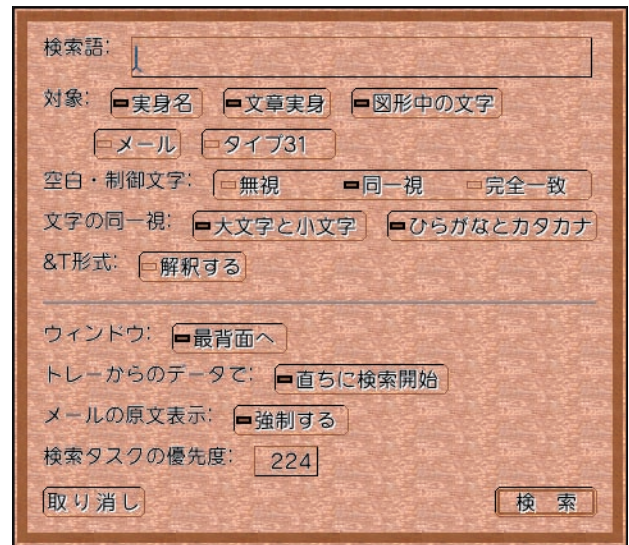 検索語:
対象: 実身名 文章実身 図形中の文字
メール タイプ31
空白・制御文字: 無視 同一視 完全一致
文字の同一視: 大文字と小文字 ひらがなとカタカナ
&T形式: 解釈する
ウィンドウ: 最背面へ
トレーからのデータで: 直ちに検索開始
メールの原文表示: 強制する
検索タスクの優先度: 224
取り消し 検 索